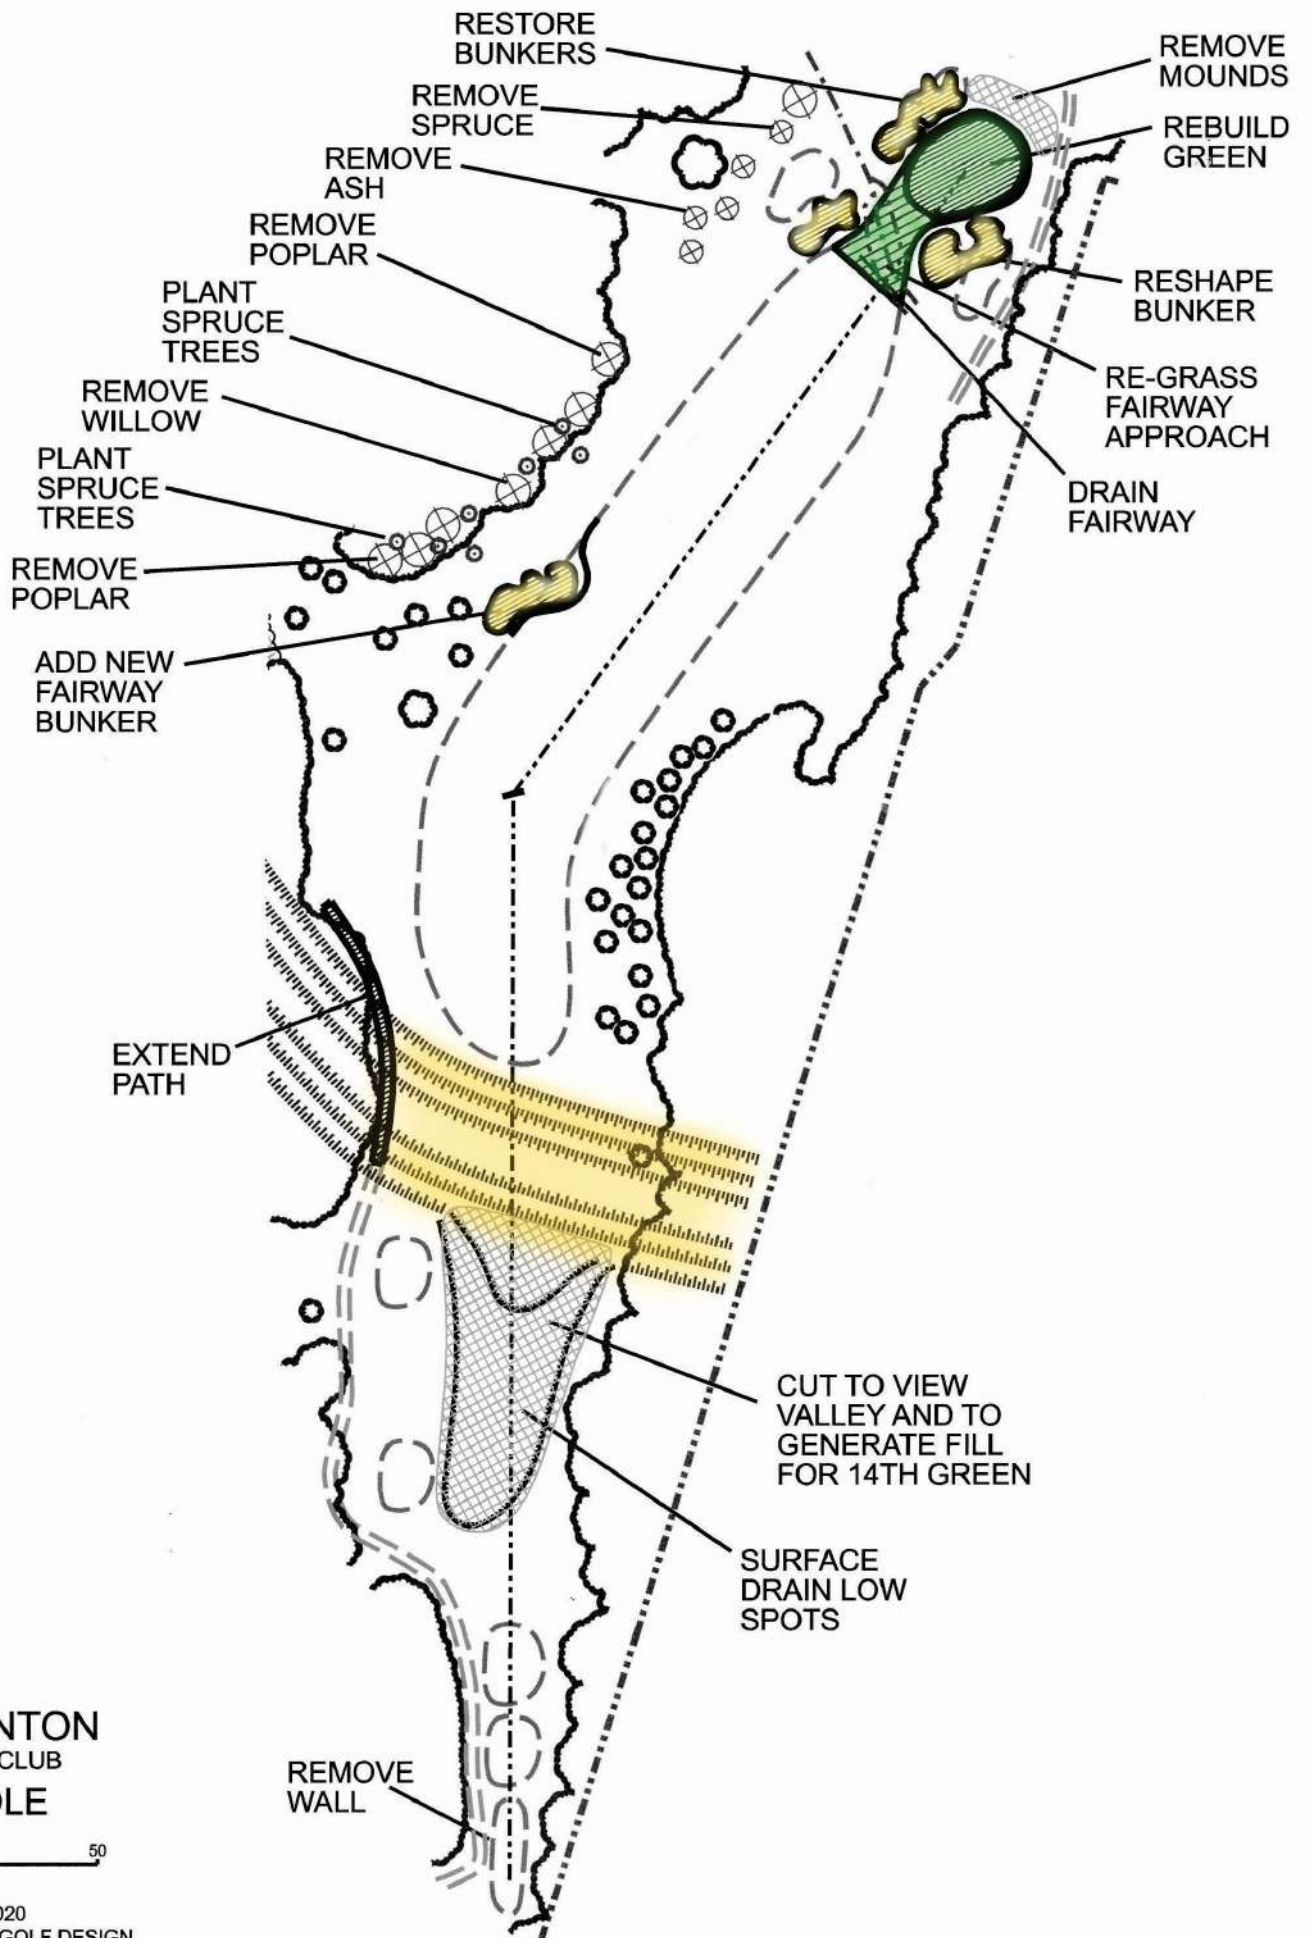 RESTORE
BUNKERS
REMOVE
SPRUCE
REMOVE
ASH
REMOVE
POPLAR
PLANT
SPRUCE
TREES
REMOVE
WILLOW
PLANT
SPRUCE
TREES
REMOVE
POPLAR
ADD NEW
FAIRWAY
BUNKER
REMOVE
MOUNDS
REBUILD
GREEN
RESHAPE
BUNKER
RE-GRASS
FAIRWAY
APPROACH
DRAIN
FAIRWAY
EXTEND
PATH
CUT TO VIEW
VALLEY AND TO
GENERATE FILL
FOR 14TH GREEN
SURFACE
DRAIN LOW
SPOTS
REMOVE
WALL
NTON
CLUB
OLE
50
020
GOLF DESIGN